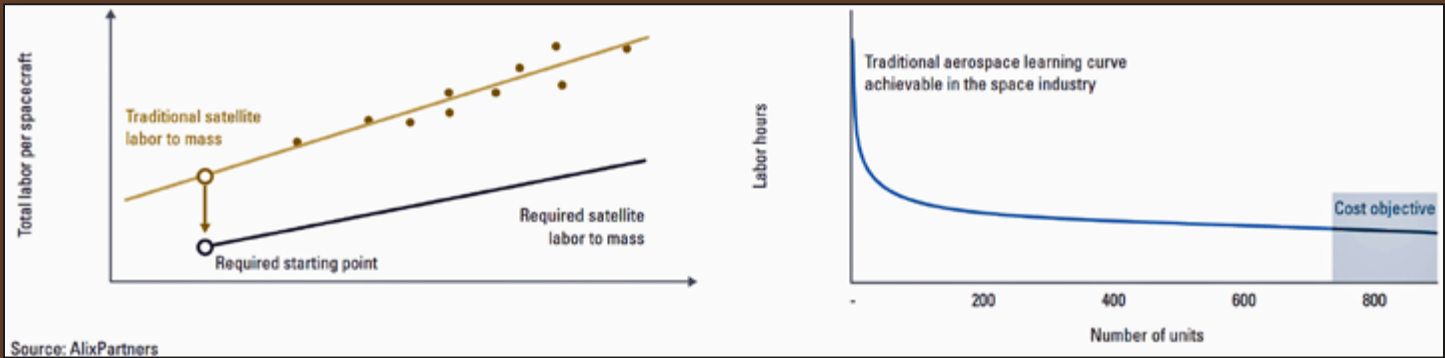 Total labor per spacecraft
Traditional satellite
labor to mass
Required satellite
labor to mass
Required starting point
Source: AlixPartners
Labor hours
Traditional aerospace learning curve
achievable in the space industry
Cost objective
- 200 400 600 800
Number of units